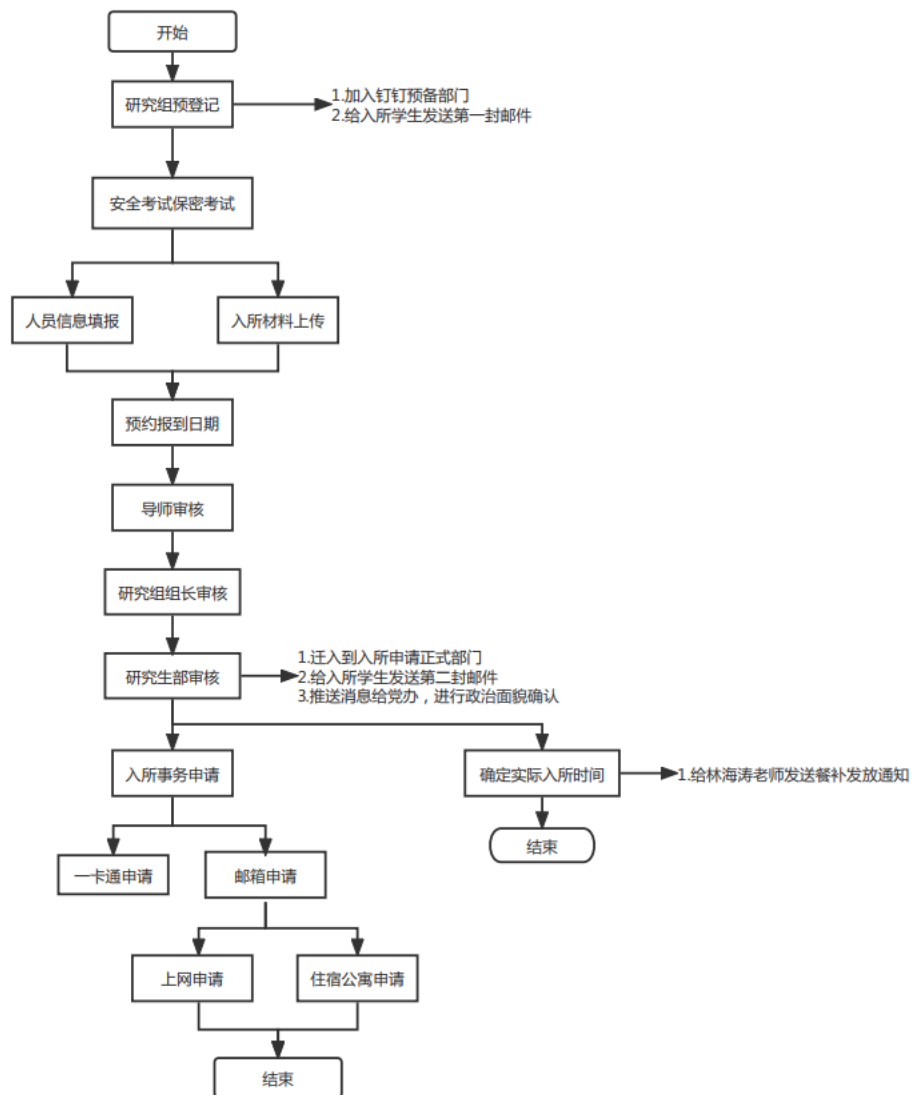 开始
研究组预登记
1.加入钉钉预备部门
2.给入所学生发送第一封邮件
安全考试保密考试
人员信息填报
入所材料上传
预约报到日期
导师审核
研究组组长审核
研究生部审核
1.迁入到入所申请正式部门
2.给入所学生发送第二封邮件
3.推送消息给党办，进行政治面貌确认
入所事务申请
确定实际入所时间
1.给林海涛老师发送餐补发放通知
结束
一卡通申请
邮箱申请
上网申请
住宿公寓申请
结束